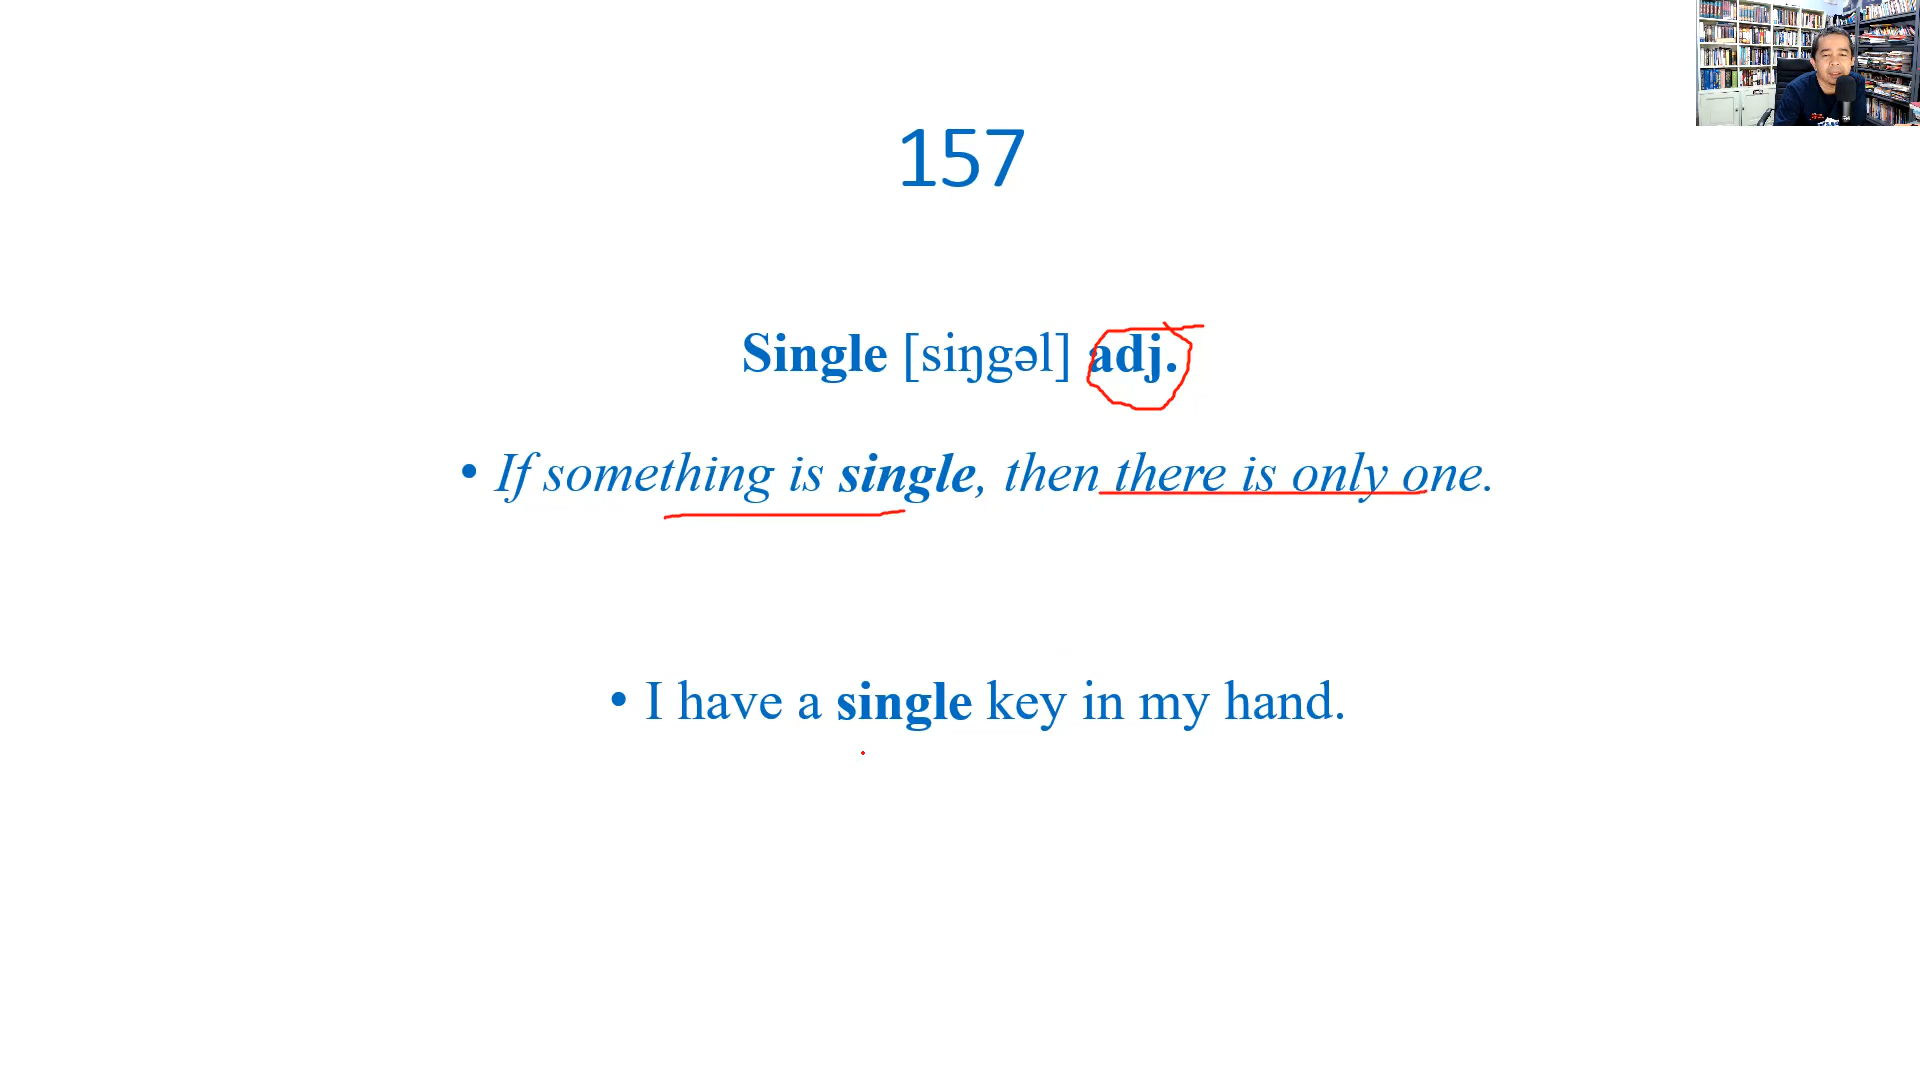 157
Single [siŋgəl] adj.
• If something is single, then there is only one.
• I have a single key in my hand.